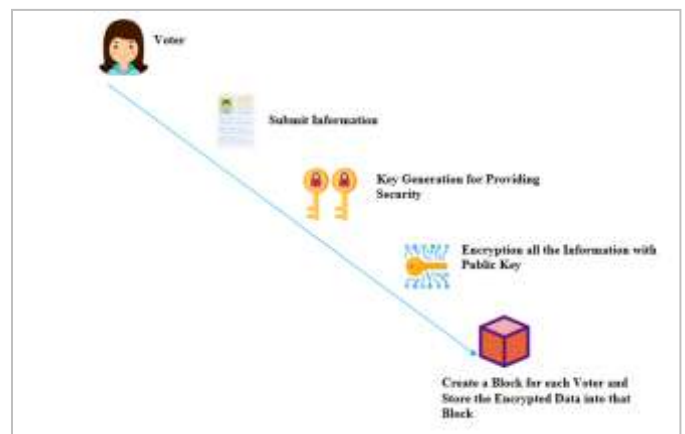 Voter
Submit Information
Key Generation for Providing
Security
Encryption all the Information with
Public Key
Create a Block for each Voter and
Store the Encrypted Data into that
Block